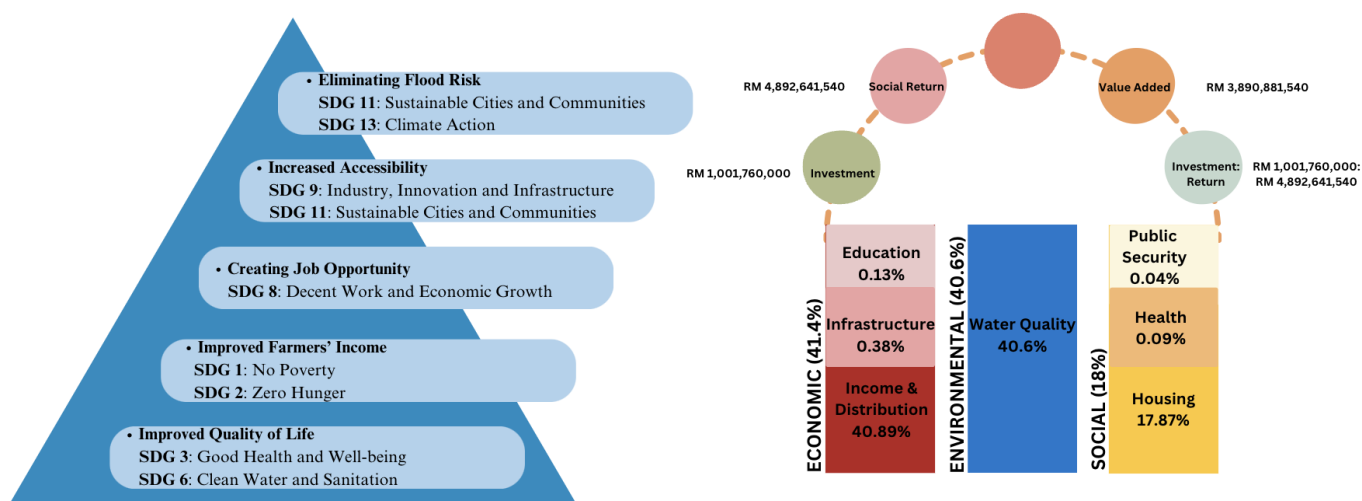 • Eliminating Flood Risk
SDG 11: Sustainable Cities and Communities
SDG 13: Climate Action
• Increased Accessibility
SDG 9: Industry, Innovation and Infrastructure
SDG 11: Sustainable Cities and Communities
• Creating Job Opportunity
SDG 8: Decent Work and Economic Growth
• Improved Farmers' Income
SDG 1: No Poverty
SDG 2: Zero Hunger
• Improved Quality of Life
SDG 3: Good Health and Well-being
SDG 6: Clean Water and Sanitation
RM 4,892,641,540
Social Return
Value Added
RM 3,890,881,540
RM 1,001,760,000
Investment
Investment:
Return
RM 1,001,760,000:
RM 4,892,641,540
ECONOMIC (41.4%)
Education
0.13%
Infrastructure
0.38%
Income &
Distribution
40.89%
ENVIRONMENTAL (40.6%)
Water Quality
40.6%
SOCIAL (18%)
Public
Security
0.04%
Health
0.09%
Housing
17.87%